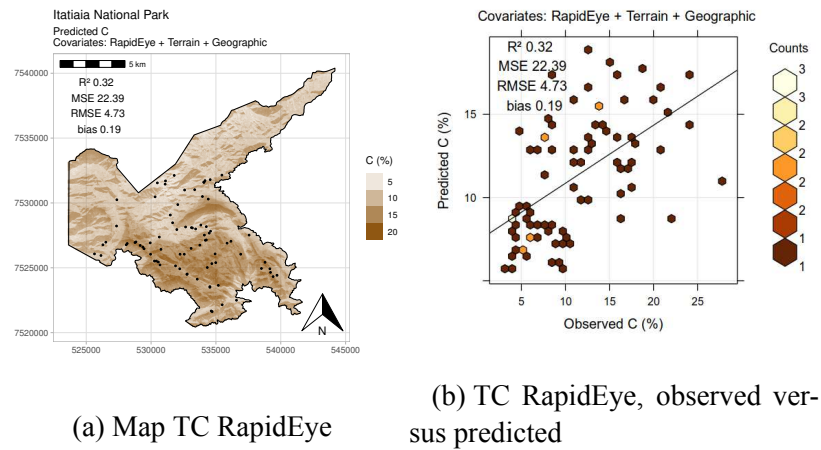 Itatiaia National Park
Predicted C
Covariates: RapidEye + Terrain + Geographic
5 km
R² 0.32
MSE 22.39
RMSE 4.73
bias 0.19
7540000
7535000
7530000
7525000
7520000
525000 530000 535000 540000 545000
N
C (%)
5
10
15
20
(a) Map TC RapidEye
Covariates: RapidEye + Terrain + Geographic
R² 0.32
MSE 22.39
RMSE 4.73
bias 0.19
Predicted C (%)
15
10
5 10 15 20 25
Observed C (%)
Counts
3
3
2
2
2
2
1
1
(b) TC RapidEye, observed ver-
sus predicted